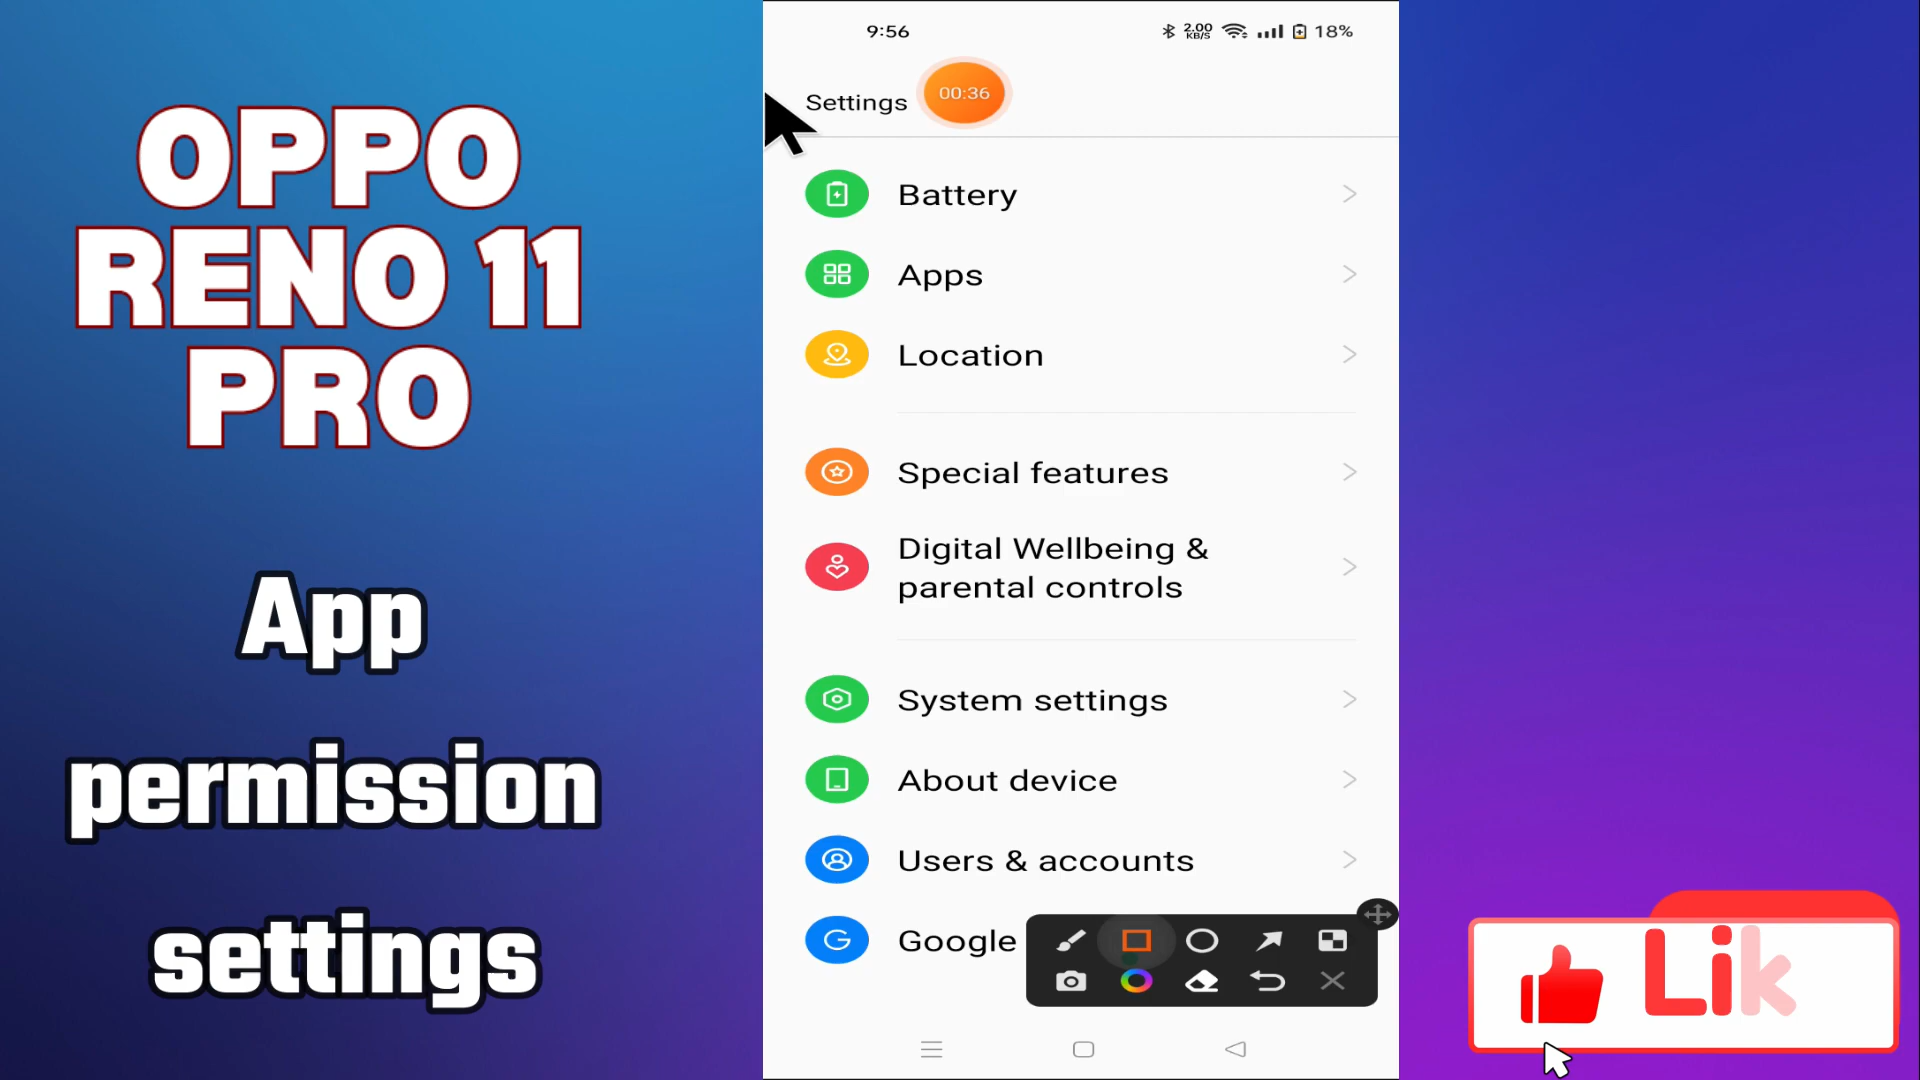 OPPO
RENO 11
PRO
App
permission
settings
9:56
2.00
KB/S
18%
Settings
00:36
Battery
Apps
Location
Special features
Digital Wellbeing &
parental controls
System settings
About device
Users & accounts
Google
Lik